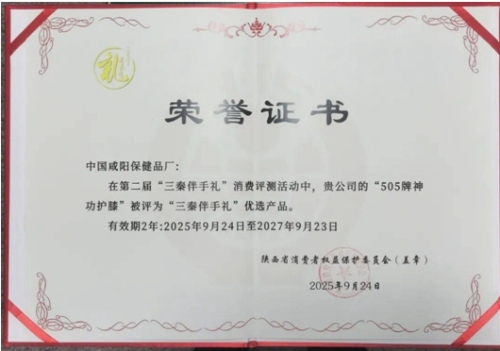 礼
荣誉证书
中国咸阳保健品厂：
在第二届“三秦伴手礼”消费评测活动中，贵公司的“505牌神
功护膝”被评为“三秦伴手礼”优选产品。
有效期2年:2025年9月24日至2027年9月23日
陕西省消费者权益保护委员会（盖章）
2025年9月24日